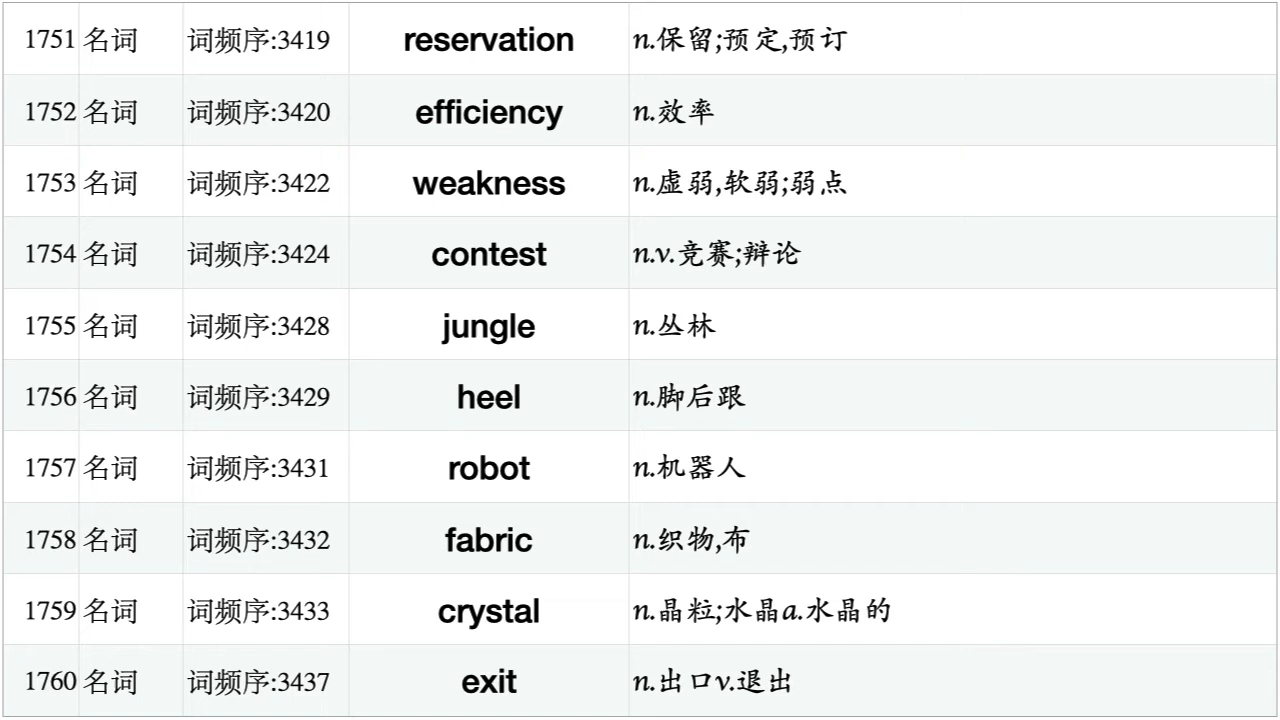 1751 名词 词频序:3419 reservation n.保留;预定,预订
1752 名词 词频序:3420 efficiency n.效率
1753 名词 词频序:3422 weakness n.虚弱,软弱;弱点
1754 名词 词频序:3424 contest n.v.竞赛;辩论
1755 名词 词频序:3428 jungle n.丛林
1756 名词 词频序:3429 heel n.脚后跟
1757 名词 词频序:3431 robot n.机器人
1758 名词 词频序:3432 fabric n.织物,布
1759 名词 词频序:3433 crystal n.晶粒;水晶a.水晶的
1760 名词 词频序:3437 exit n.出口v.退出